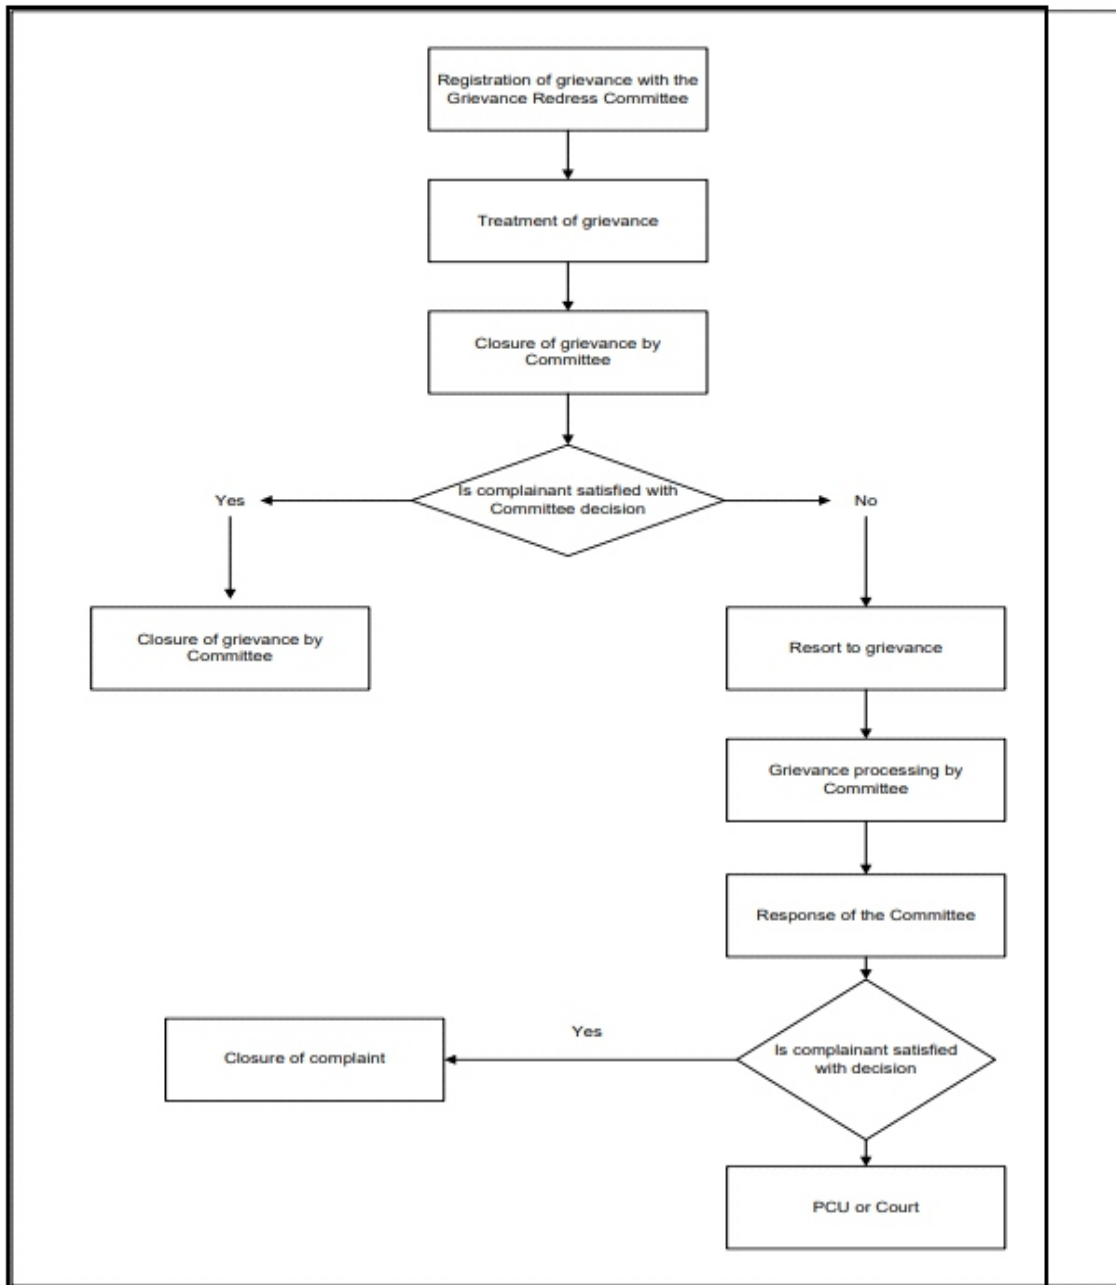 Registration of grievance with the
Grievance Redress Committee
Treatment of grievance
Closure of grievance by
Committee
Is complainant satisfied with
Committee decision
Yes
No
Closure of grievance by
Committee
Resort to grievance
Grievance processing by
Committee
Response of the Committee
Yes
Is complainant satisfied
with decision
Closure of complaint
PCU or Court